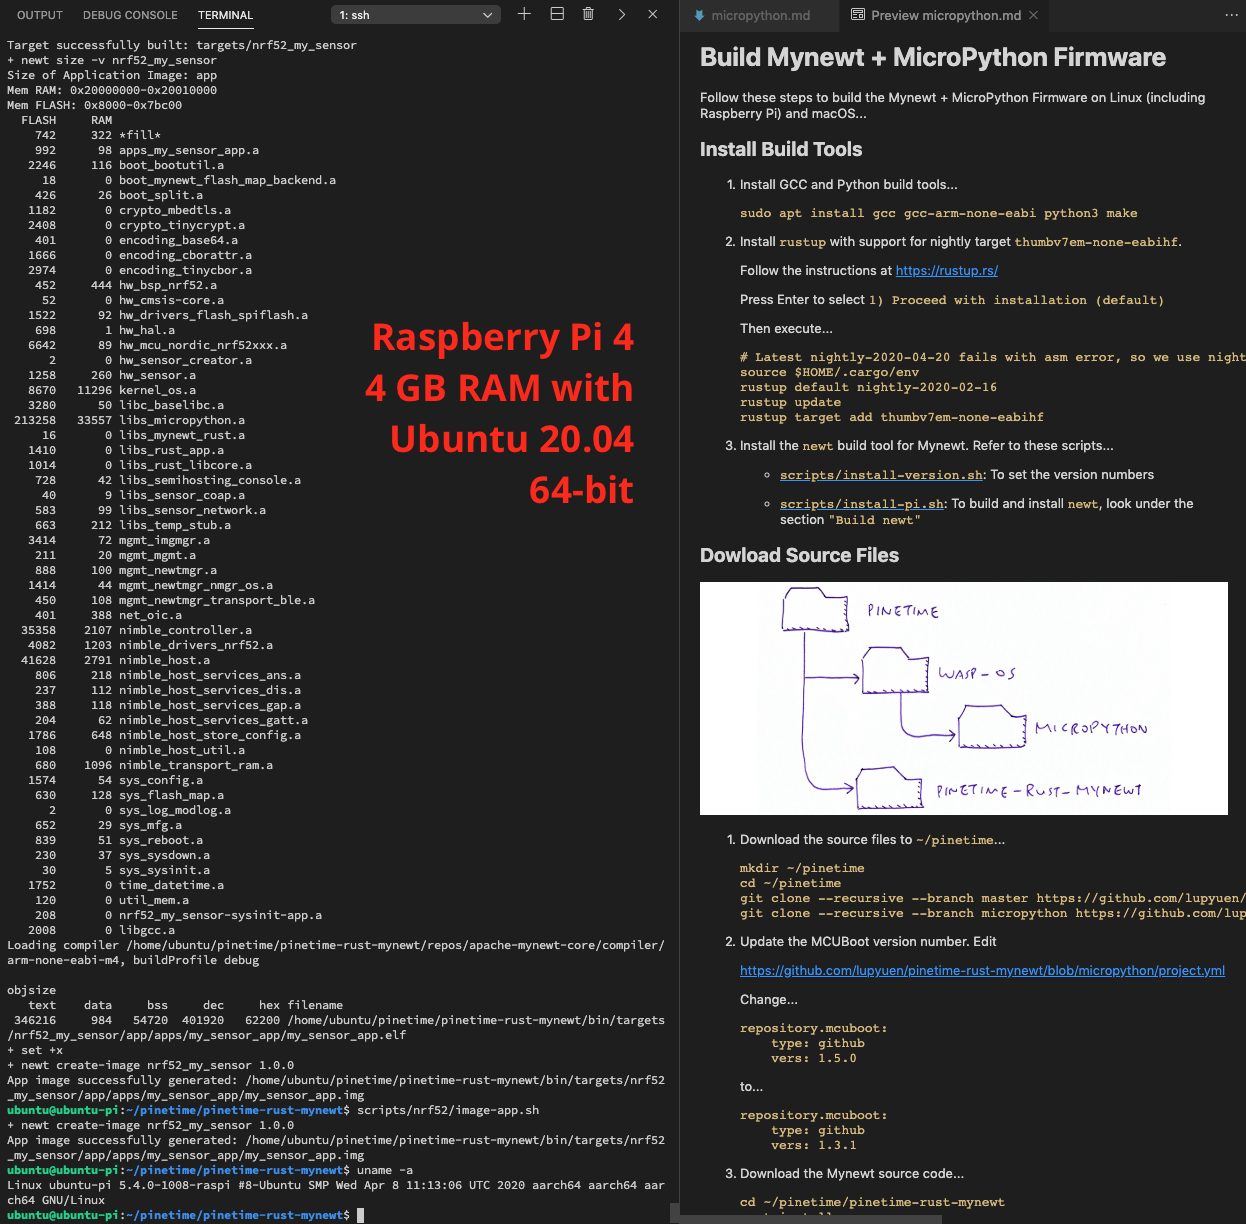 OUTPUT DEBUG CONSOLE TERMINAL 1: ssh
Target successfully built: targets/nrf52_my_sensor
+ newt size -v nrf52_my_sensor
Size of Application Image: app
Mem RAM: 0x20000000-0x20010000
Mem FLASH: 0x8000-0x7bc00
FLASH RAM
742 322 *fill*
992 98 apps_my_sensor_app.a
2246 116 boot_bootutil.a
18 0 boot_mynewt_flash_map_backend.a
426 26 boot_split.a
1182 0 crypto_mbedtls.a
2408 0 crypto_tinycrypt.a
401 0 encoding_base64.a
1666 0 encoding_cborattr.a
2974 0 encoding_tinycbor.a
452 444 hw_bsp_nrf52.a
52 0 hw_cmsis-core.a
1522 92 hw_drivers_flash_spiflash.a
698 1 hw_hal.a
6642 89 hw_mcu_nordic_nrf52xxx.a
2 0 hw_sensor_creator.a
1258 260 hw_sensor.a
8670 11296 kernel_os.a
3280 50 libc_baselibc.a
213258 33557 libs_micropython.a
16 0 libs_mynewt_rust.a
1410 0 libs_rust_app.a
1014 0 libs_rust_libcore.a
728 42 libs_semihosting_console.a
40 9 libs_sensor_coap.a
583 99 libs_sensor_network.a
663 212 libs_temp_stub.a
3414 72 mgmt_imgmgr.a
211 20 mgmt_mgmt.a
888 100 mgmt_newtmgr.a
1414 44 mgmt_newtmgr_nmgr_os.a
450 108 mgmt_newtmgr_transport_ble.a
401 388 net_oic.a
35358 2107 nimble_controller.a
4082 1203 nimble_drivers_nrf52.a
41628 2791 nimble_host.a
806 218 nimble_host_services_ans.a
237 112 nimble_host_services_dis.a
388 118 nimble_host_services_gap.a
204 62 nimble_host_services_gatt.a
1786 648 nimble_host_store_config.a
108 0 nimble_host_util.a
680 1096 nimble_transport_ram.a
1574 54 sys_config.a
630 128 sys_flash_map.a
2 0 sys_log_modlog.a
652 29 sys_mfg.a
839 51 sys_reboot.a
230 37 sys_sysdown.a
30 5 sys_sysinit.a
1752 0 time_datetime.a
120 0 util_mem.a
208 0 nrf52_my_sensor-sysinit-app.a
2008 0 libgcc.a
Loading compiler /home/ubuntu/pinetime/pinetime-rust-mynewt/repos/apache-mynewt-core/compiler/
arm-none-eabi-m4, buildProfile debug
objsize
text data bss dec hex filename
346216 984 54720 401920 62200 /home/ubuntu/pinetime/pinetime-rust-mynewt/bin/targets
/nrf52_my_sensor/app/apps/my_sensor_app/my_sensor_app.elf
+ set +x
+ newt create-image nrf52_my_sensor 1.0.0
App image successfully generated: /home/ubuntu/pinetime/pinetime-rust-mynewt/bin/targets/nrf52
_my_sensor/app/apps/my_sensor_app/my_sensor_app.img
ubuntu@ubuntu-pi:~/pinetime/pinetime-rust-mynewt$ scripts/nrf52/image-app.sh
+ newt create-image nrf52_my_sensor 1.0.0
App image successfully generated: /home/ubuntu/pinetime/pinetime-rust-mynewt/bin/targets/nrf52
_my_sensor/app/apps/my_sensor_app/my_sensor_app.img
ubuntu@ubuntu-pi:~/pinetime/pinetime-rust-mynewt$ uname -a
Linux ubuntu-pi 5.4.0-1008-raspi #8-Ubuntu SMP Wed Apr 8 11:13:06 UTC 2020 aarch64 aarch64 aar
ch64 GNU/Linux
ubuntu@ubuntu-pi:~/pinetime/pinetime-rust-mynewt$
Raspberry Pi 4
4 GB RAM with
Ubuntu 20.04
64-bit
micropython.md Preview micropython.md
Build Mynewt + MicroPython Firmware
Follow these steps to build the Mynewt + MicroPython Firmware on Linux (including
Raspberry Pi) and macOS...
Install Build Tools
1. Install GCC and Python build tools...
sudo apt install gcc gcc-arm-none-eabi python3 make
2. Install rustup with support for nightly target thumbv7em-none-eabihf.
Follow the instructions at https://rustup.rs/
Press Enter to select 1) Proceed with installation (default)
Then execute...
# Latest nightly-2020-04-20 fails with asm error, so we use night
source $HOME/.cargo/env
rustup default nightly-2020-02-16
rustup update
rustup target add thumbv7em-none-eabihf
3. Install the newt build tool for Mynewt. Refer to these scripts...
scripts/install-version.sh: To set the version numbers
scripts/install-pi.sh: To build and install newt, look under the
section "Build newt"
Dowload Source Files
PINETIME
WASP-OS
MICROPYTHON
PINETIME-RUST-MYNEWT
1. Download the source files to ~/pinetime...
mkdir ~/pinetime
cd ~/pinetime
git clone --recursive --branch master https://github.com/lupyuen/
git clone --recursive --branch micropython https://github.com/lup
2. Update the MCUBoot version number. Edit
https://github.com/lupyuen/pinetime-rust-mynewt/blob/micropython/project.yml
Change...
repository.mcuboot:
type: github
vers: 1.5.0
to...
repository.mcuboot:
type: github
vers: 1.3.1
3. Download the Mynewt source code...
cd ~/pinetime/pinetime-rust-mynewt